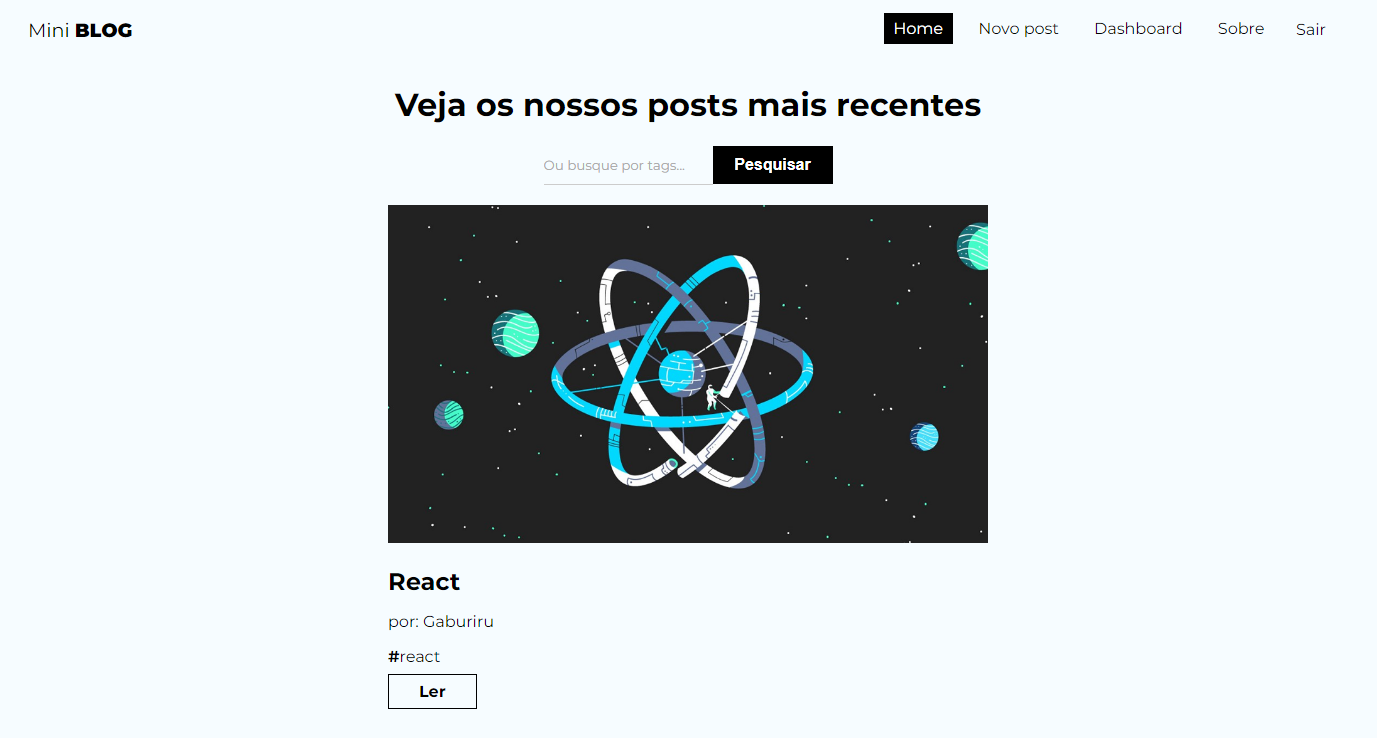 Mini BLOG
Home Novo post Dashboard Sobre Sair
Veja os nossos posts mais recentes
Ou busque por tags... Pesquisar
React
por: Gaburiru
#react
Ler